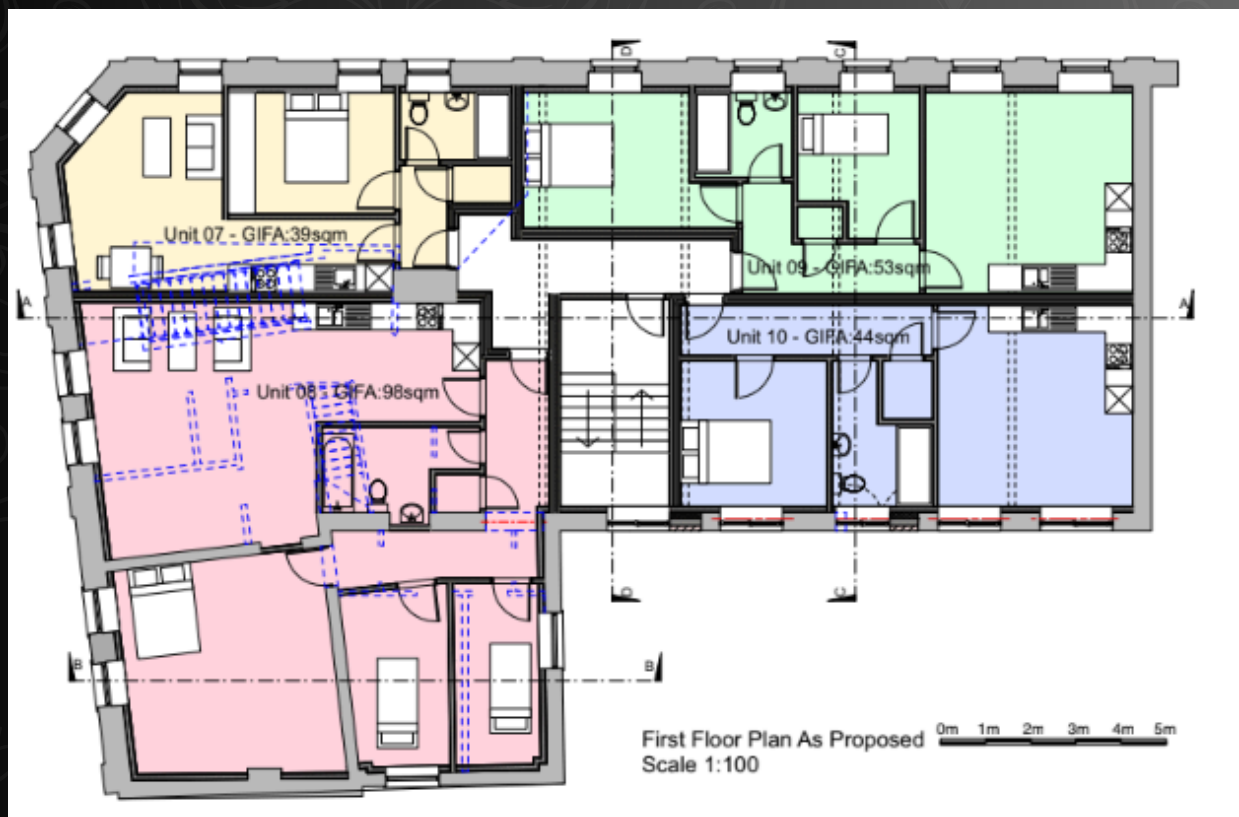 D
C
Unit 07 - GIFA:39sqm
Unit 09 - GIFA:53sqm
A
A
Unit 10 - GIFA:44sqm
Unit 08 - GIFA:98sqm
D
C
B
B
First Floor Plan As Proposed
0m 1m 2m 3m 4m 5m
Scale 1:100